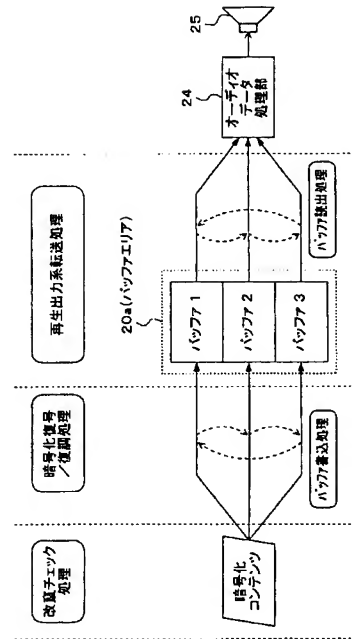 改竄チェック
処理
暗号化復号
/復調処理
再生出力系転送処理
暗号化
コンテンツ
バッファ書込処理
20a(バッファエリア)
バッファ1
バッファ2
バッファ3
バッファ読出処理
24
オーディオ
データ
処理部
25